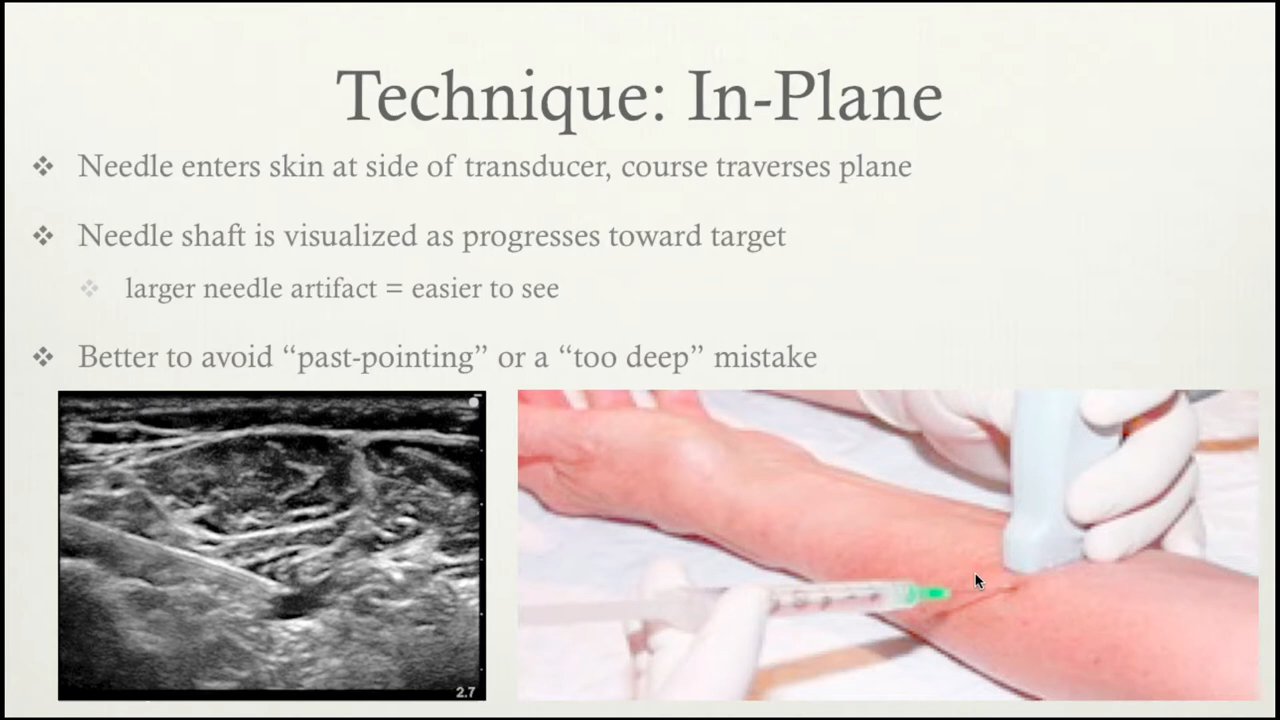 Technique: In-Plane
Needle enters skin at side of transducer, course traverses plane
Needle shaft is visualized as progresses toward target
larger needle artifact = easier to see
Better to avoid “past-pointing” or a “too deep” mistake
2.7